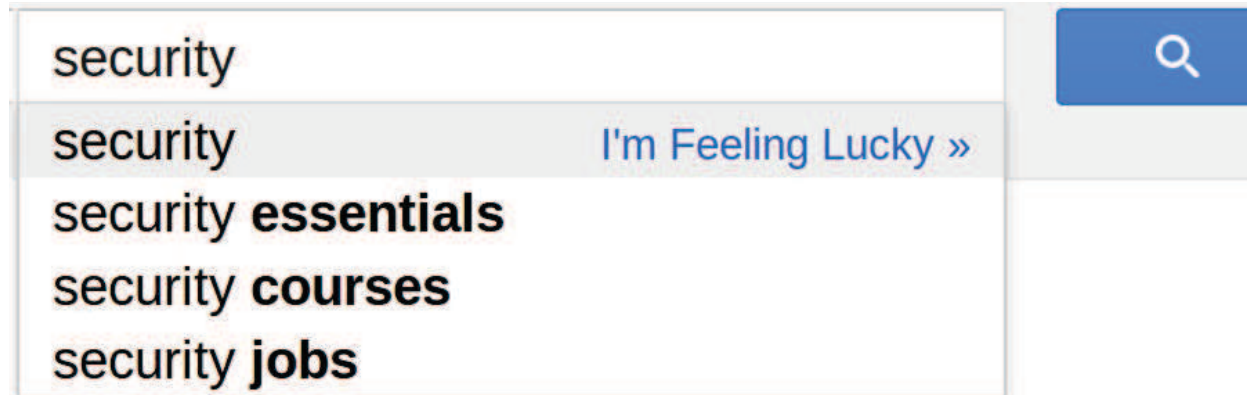 security
security I'm Feeling Lucky »
security essentials
security courses
security jobs